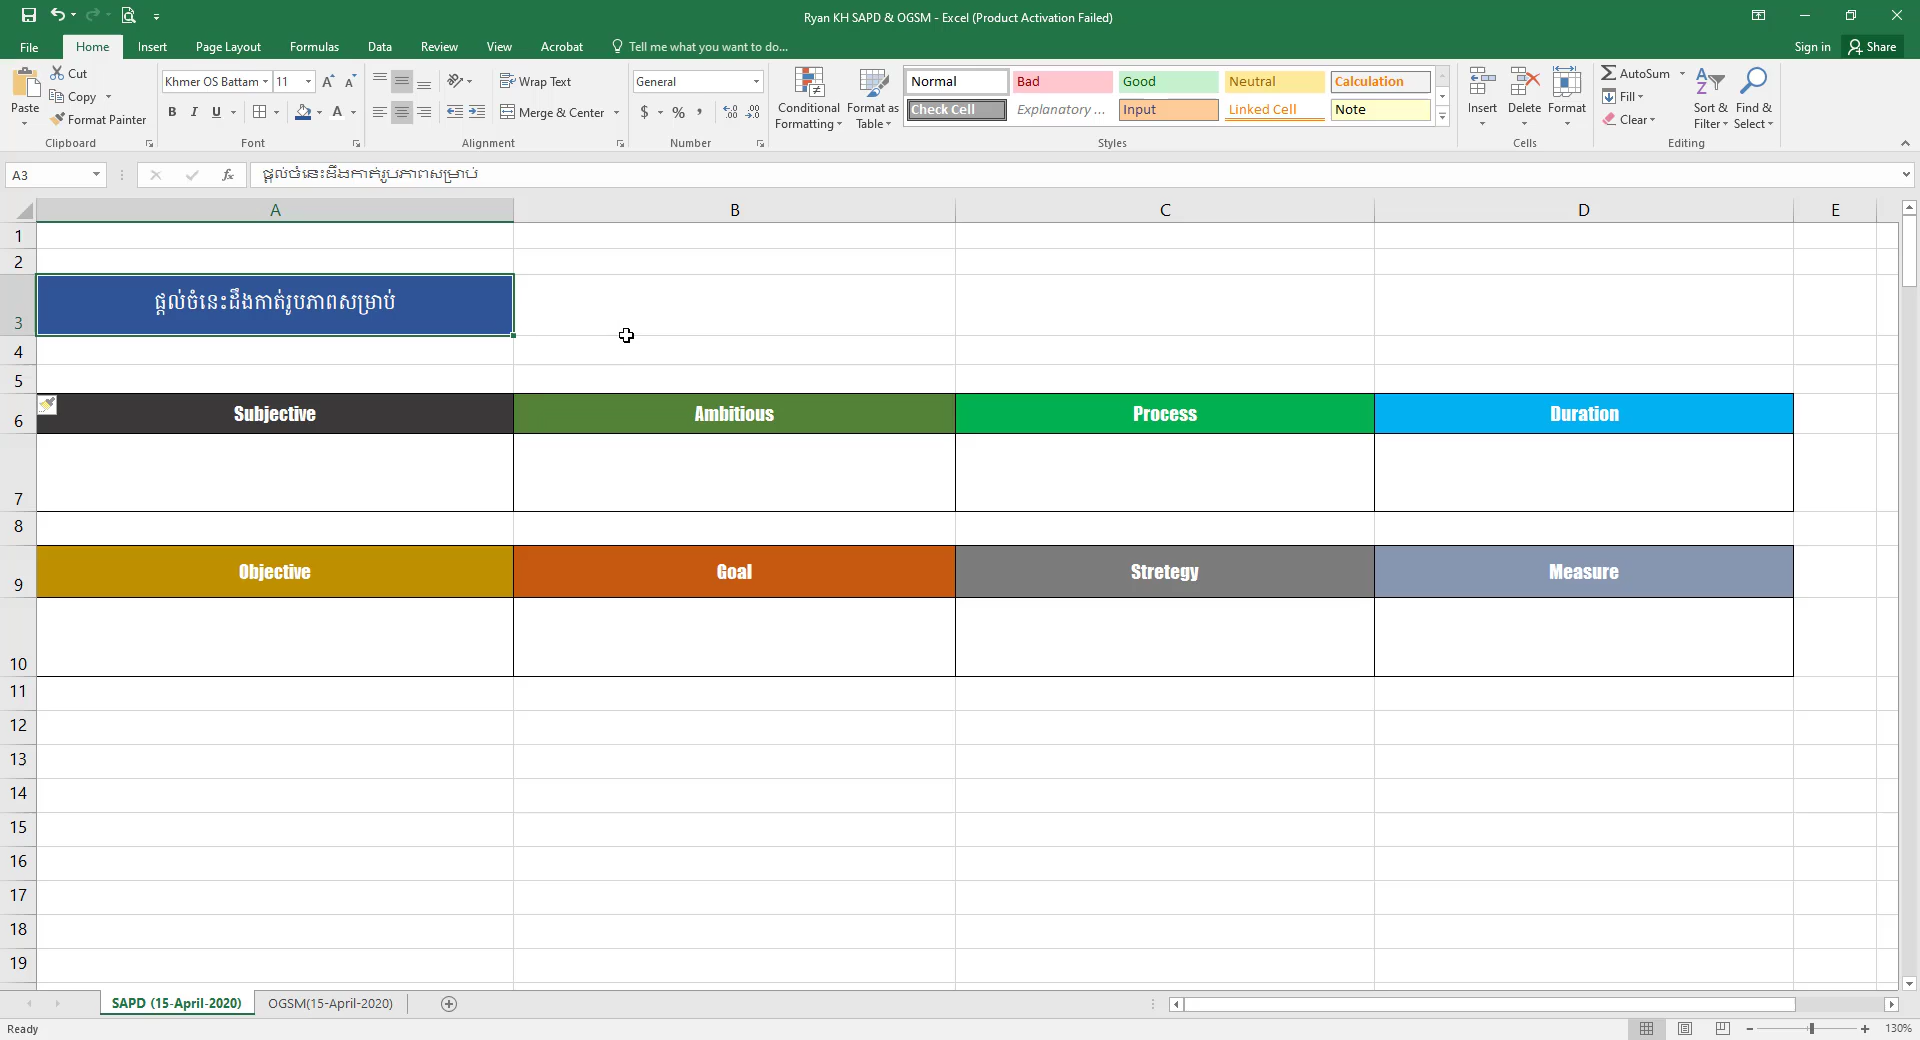 Ryan KH SAPD & OGSM - Excel (Product Activation Failed)
File Home Insert Page Layout Formulas Data Review View Acrobat Tell me what you want to do... Sign in Share
Paste Cut Copy Format Painter Clipboard
Khmer OS Battam 11 B I U Font
Wrap Text Merge & Center Alignment
General $ % Number
Conditional Formatting Format as Table
Normal Bad Good Neutral Calculation
Check Cell Explanatory ... Input Linked Cell Note
Styles
Insert Delete Format Cells
AutoSum Fill Clear Sort & Filter Find & Select Editing
A3 fx ផ្តល់ចំនេះដឹងកាត់រូបភាពសម្រាប់
A B C D E
1
2
3 ផ្តល់ចំនេះដឹងកាត់រូបភាពសម្រាប់
4
5
6 Subjective Ambitious Process Duration
7
8
9 Objective Goal Stretegy Measure
10
11
12
13
14
15
16
17
18
19
SAPD (15-April-2020) OGSM(15-April-2020)
Ready 130%